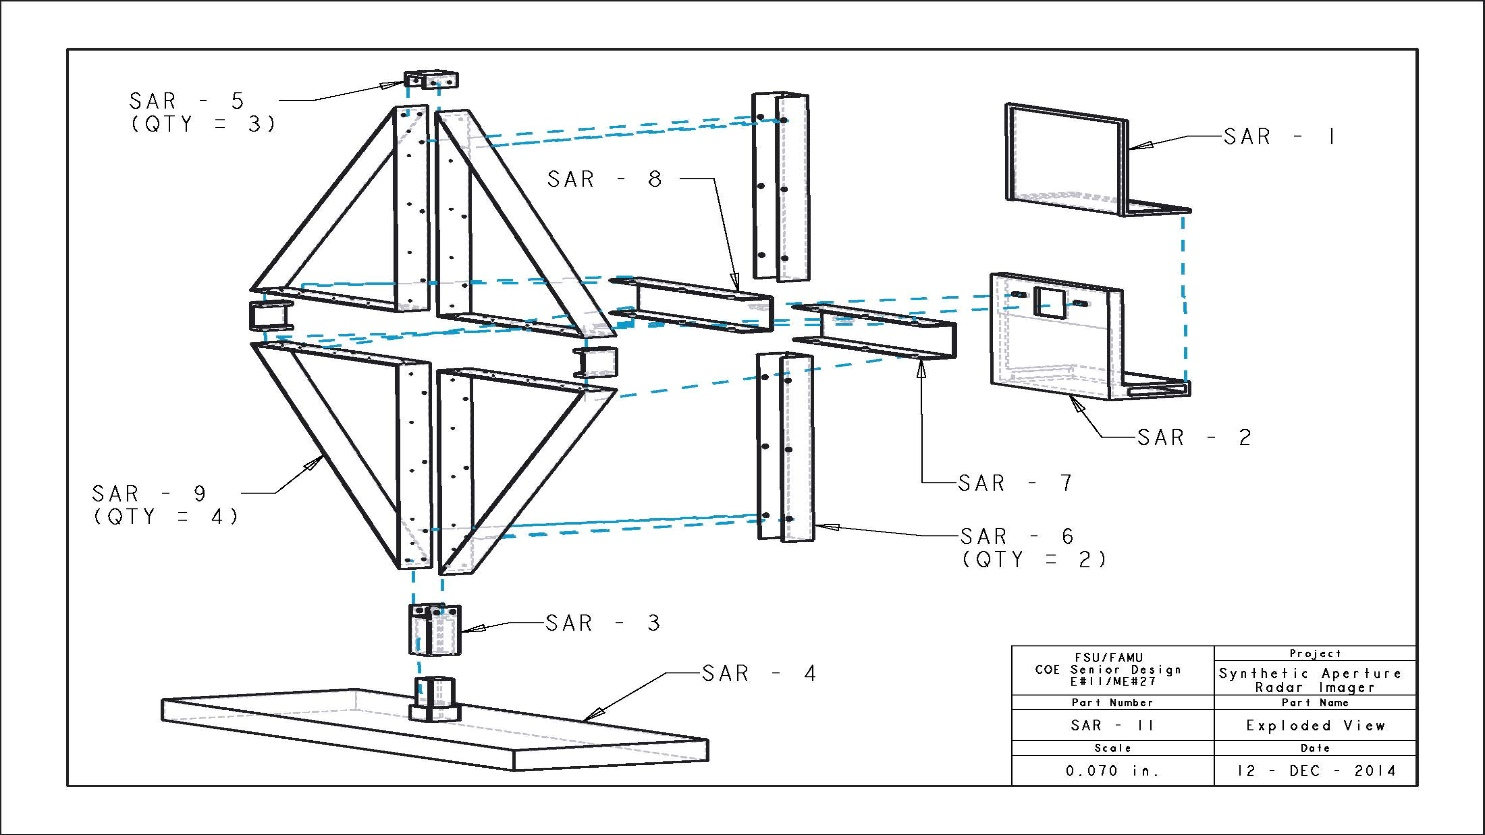 SAR - 5
(QTY = 3)
SAR - 8
SAR - 1
SAR - 2
SAR - 7
SAR - 9
(QTY = 4)
SAR - 6
(QTY = 2)
SAR - 3
SAR - 4
FSU/FAMU
COE Senior Design
E#11/ME#27
Project
Synthetic Aperture
Radar Imager
Part Number
Part Name
SAR - 11
Exploded View
Scale
Date
0.070 in.
12 - DEC - 2014